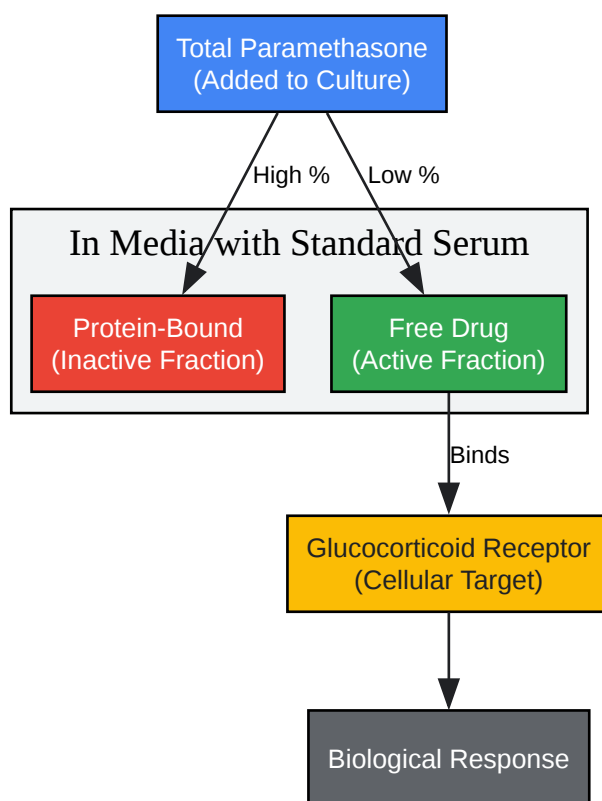 Total Paramethasone
(Added to Culture)
High %
Low %
In Media with Standard Serum
Protein-Bound
(Inactive Fraction)
Free Drug
(Active Fraction)
Binds
Glucocorticoid Receptor
(Cellular Target)
Biological Response